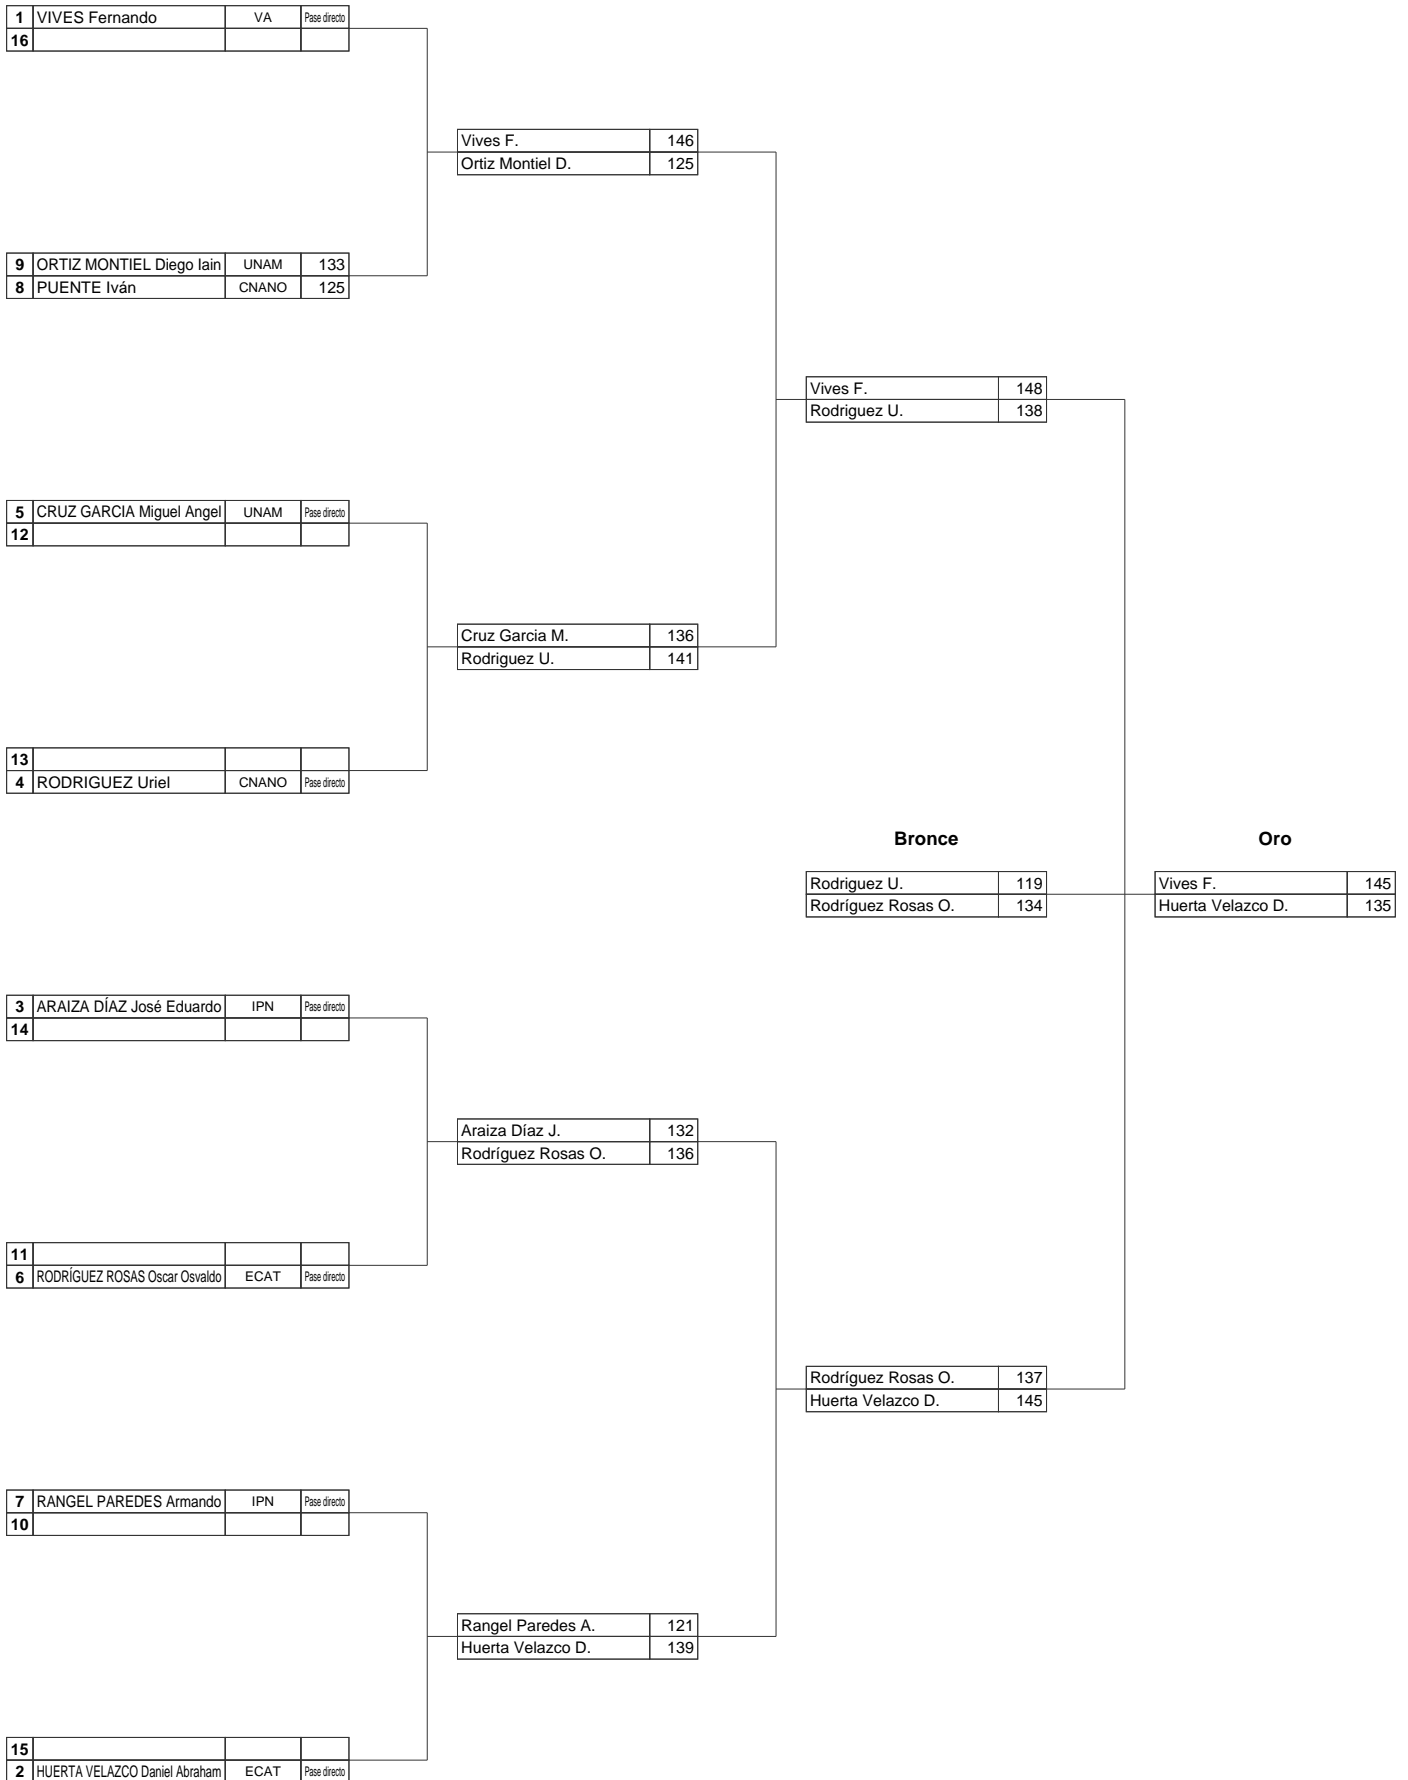 1 VIVES Fernando VA Pase directo
16
Vives F. 146
Ortiz Montiel D. 125
9 ORTIZ MONTIEL Diego Iain UNAM 133
8 PUENTE Iván CNANO 125
Vives F. 148
Rodriguez U. 138
5 CRUZ GARCIA Miguel Angel UNAM Pase directo
12
Cruz Garcia M. 136
Rodriguez U. 141
13
4 RODRIGUEZ Uriel CNANO Pase directo
Bronce Oro
Rodriguez U. 119 Vives F. 145
Rodríguez Rosas O. 134 Huerta Velazco D. 135
3 ARAIZA DÍAZ José Eduardo IPN Pase directo
14
Araiza Díaz J. 132
Rodríguez Rosas O. 136
11
6 RODRÍGUEZ ROSAS Oscar Osvaldo ECAT Pase directo
Rodríguez Rosas O. 137
Huerta Velazco D. 145
7 RANGEL PAREDES Armando IPN Pase directo
10
Rangel Paredes A. 121
Huerta Velazco D. 139
15
2 HUERTA VELAZCO Daniel Abraham ECAT Pase directo